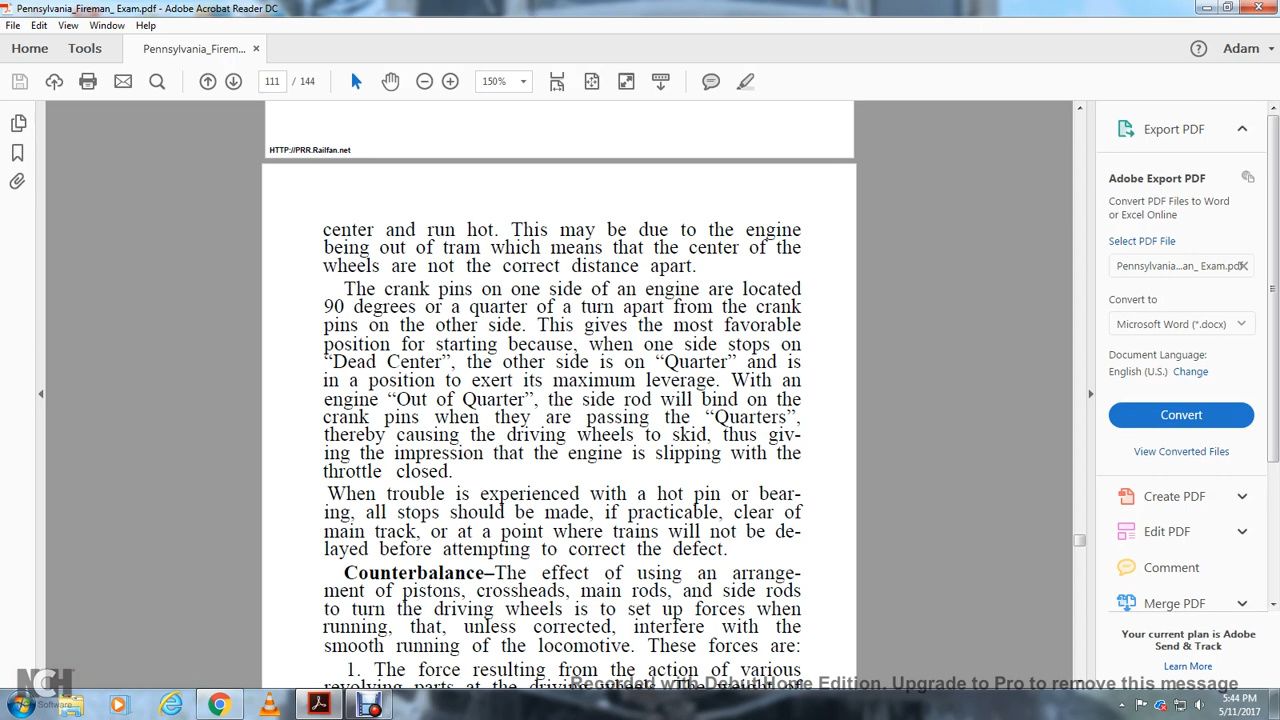 Pennsylvania_Fireman_ Exam.pdf - Adobe Acrobat Reader DC
File Edit View Window Help
Home Tools Pennsylvania_Firem... × Adam
111 / 144 150%
HTTP://PRR.Railfan.net
center and run hot. This may be due to the engine
being out of tram which means that the center of the
wheels are not the correct distance apart.
The crank pins on one side of an engine are located
90 degrees or a quarter of a turn apart from the crank
pins on the other side. This gives the most favorable
position for starting because, when one side stops on
“Dead Center”, the other side is on “Quarter” and is
in a position to exert its maximum leverage. With an
engine “Out of Quarter”, the side rod will bind on the
crank pins when they are passing the “Quarters”,
thereby causing the driving wheels to skid, thus giv-
ing the impression that the engine is slipping with the
throttle closed.
When trouble is experienced with a hot pin or bear-
ing, all stops should be made, if practicable, clear of
main track, or at a point where trains will not be de-
layed before attempting to correct the defect.
Counterbalance–The effect of using an arrange-
ment of pistons, crossheads, main rods, and side rods
to turn the driving wheels is to set up forces when
running, that, unless corrected, interfere with the
smooth running of the locomotive. These forces are:
1. The force resulting from the action of various
revolving parts at the driving
Export PDF
Adobe Export PDF
Convert PDF Files to Word
or Excel Online
Select PDF File
Pennsylvania...an_ Exam.pdf
Convert to
Microsoft Word (*.docx)
Document Language:
English (U.S.) Change
Convert
View Converted Files
Create PDF
Edit PDF
Comment
Merge PDF
Your current plan is Adobe
Send & Track
Learn More
NCH Software
Recorded with Debut Home Edition. Upgrade to Pro to remove this message
5:44 PM
5/11/2017